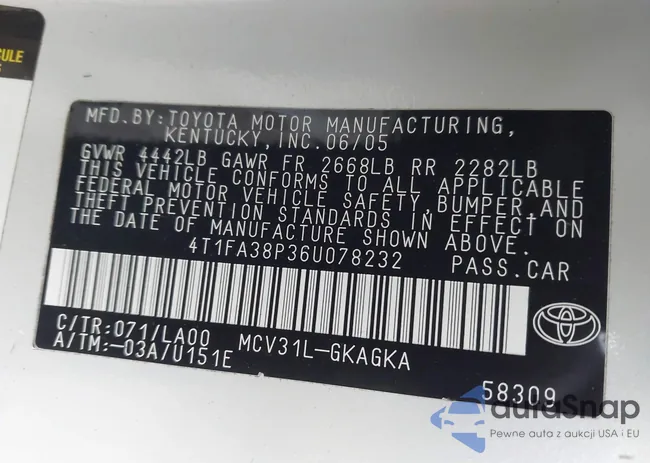 CULE
MFD.BY:TOYOTA MOTOR MANUFACTURING,
KENTUCKY, INC.06/05
GVWR 4442LB GAWR FR 2668LB RR 2282LB
THIS VEHICLE CONFORMS TO ALL APPLICABLE
FEDERAL MOTOR VEHICLE SAFETY, BUMPER, AND
THEFT PREVENTION STANDARDS IN EFFECT ON
THE DATE OF MANUFACTURE SHOWN ABOVE.
4T1FA38P36U078232 PASS.CAR
C/TR:071/LA00 MCV31L-GKAGKA
A/TM:-03A/U151E
58309
autaSnap
Pewne auta z aukcji USA i EU